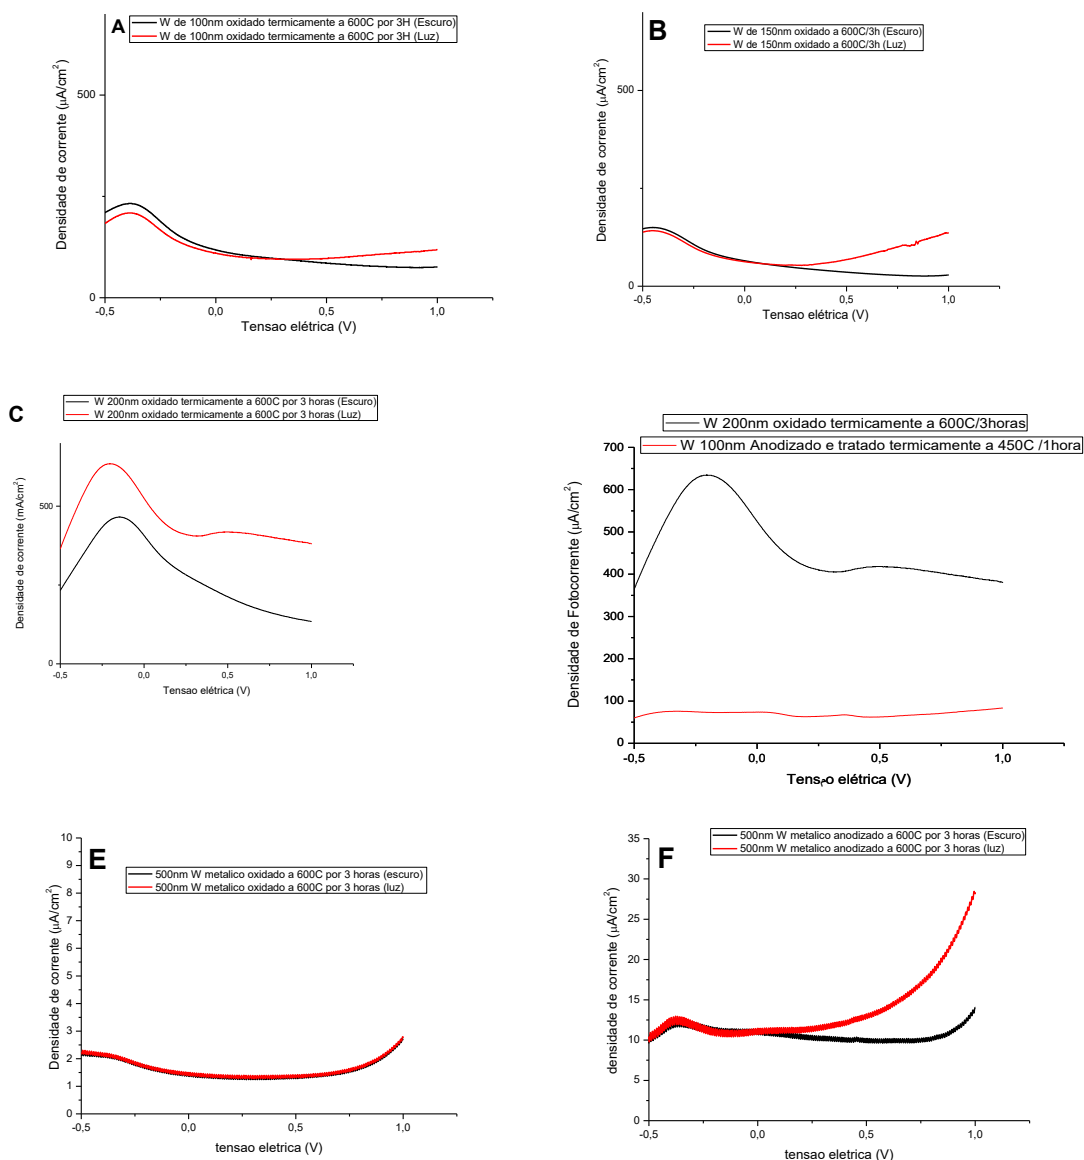 A
W de 100nm oxidado termicamente a 600C por 3H (Escuro)
W de 100nm oxidado termicamente a 600C por 3H (Luz)
Densidade de corrente (μA/cm²)
500
0
-0,5
0,0
0,5
1,0
Tensao elétrica (V)
B
W de 150nm oxidado a 600C/3h (Escuro)
W de 150nm oxidado a 600C/3h (Luz)
Densidade de corrente (μA/cm²)
500
0
-0,5
0,0
0,5
1,0
Tensao elétrica (V)
C
W 200nm oxidado termicamente a 600C por 3 horas (Escuro)
W 200nm oxidado termicamente a 600C por 3 horas (Luz)
Densidade de corrente (mA/cm²)
500
0
-0,5
0,0
0,5
1,0
Tensao elétrica (V)
W 200nm oxidado termicamente a 600C/3horas
W 100nm Anodizado e tratado termicamente a 450C /1hora
Densidade de Fotocorrente (μA/cm²)
700
600
500
400
300
200
100
0
-0,5
0,0
0,5
1,0
elétrica (V)
E
500nm W metalico oxidado a 600C por 3 horas (escuro)
500nm W metalico oxidado a 600C por 3 horas (luz)
Densidade de corrente (μA/cm²)
10
9
8
7
6
5
4
3
2
1
0
-0,5
0,0
0,5
1,0
tensao eletrica (V)
F
500nm W metalico anodizado a 600C por 3 horas (Escuro)
500nm W metalico anodizado a 600C por 3 horas (luz)
densidade de corrente (μA/cm²)
35
30
25
20
15
10
5
0
-0,5
0,0
0,5
1,0
tensao eletrica (V)